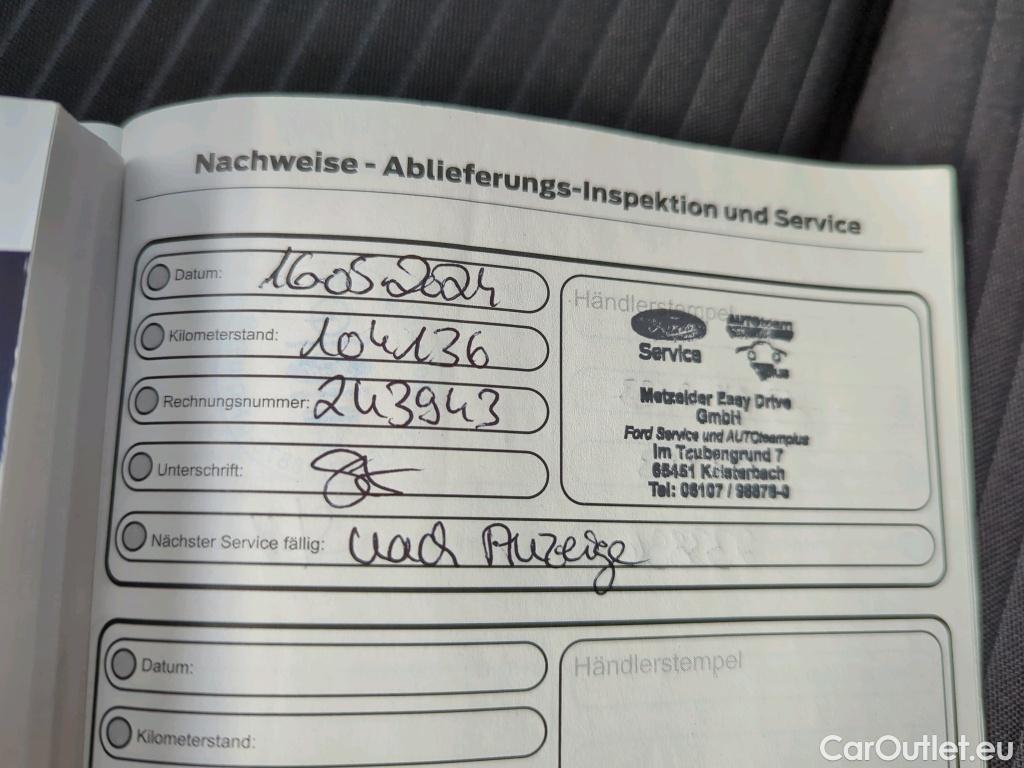 Nachweise - Ablieferungs-Inspektion und Service
Datum: 16.05.2024
Kilometerstand: 104136
Rechnungsnummer: 243943
Unterschrift:
Nächster Service fällig: nach Anzeige
Händlerstempel
Service
Metzelder Easy Drive
GmbH
Ford Service und AUTOteamplus
Im Taubengrund 7
65451 Kelsterbach
Tel: 06107 / 98878-0
Datum:
Händlerstempel
Kilometerstand:
CarOutlet.eu